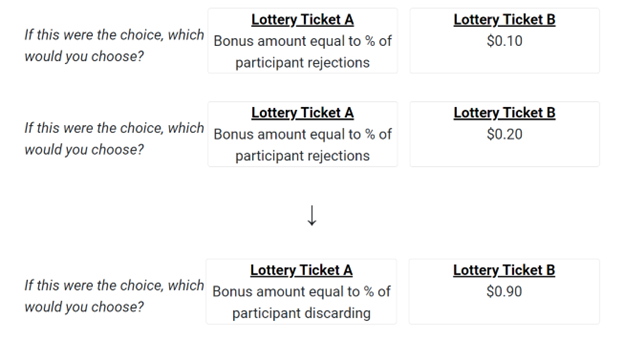 If this were the choice, which
would you choose?
Lottery Ticket A
Bonus amount equal to % of
participant rejections
Lottery Ticket B
$0.10
If this were the choice, which
would you choose?
Lottery Ticket A
Bonus amount equal to % of
participant rejections
Lottery Ticket B
$0.20
↓
If this were the choice, which
would you choose?
Lottery Ticket A
Bonus amount equal to % of
participant discarding
Lottery Ticket B
$0.90